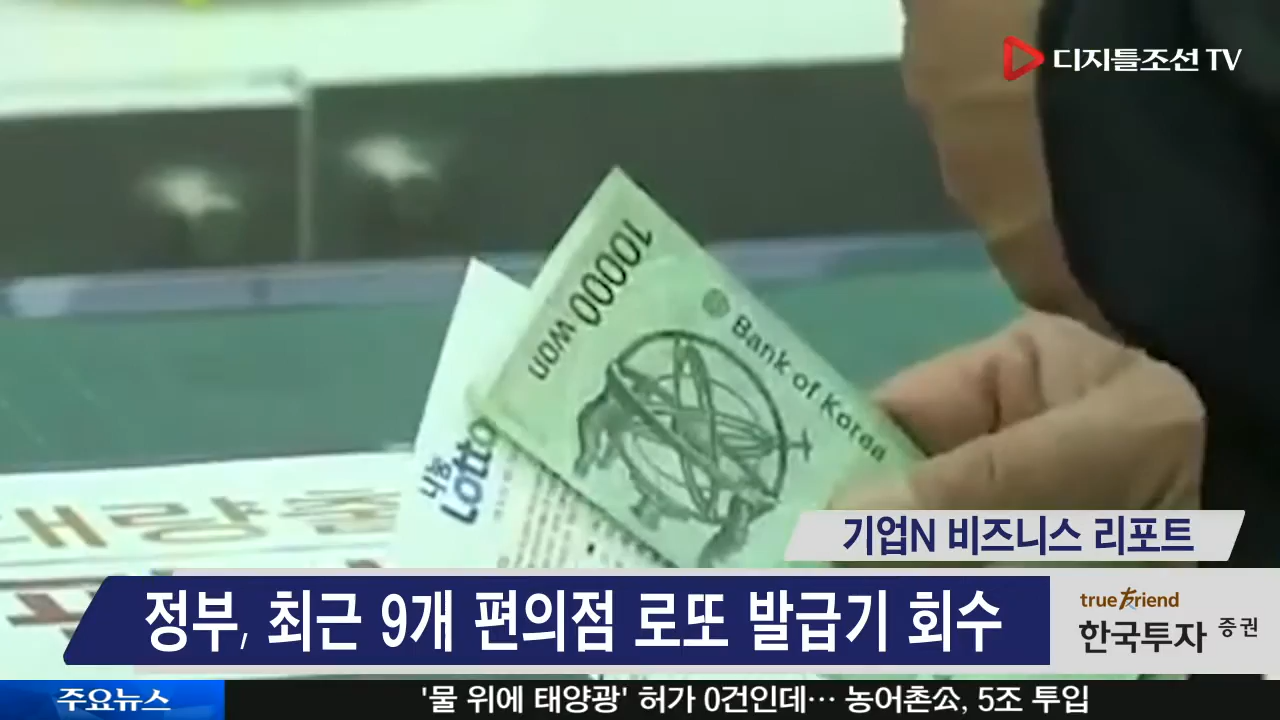 디지틀조선 TV
10000 won
Bank of Korea
나눔
Lotto
기업N 비즈니스 리포트
정부, 최근 9개 편의점 로또 발급기 회수
true Friend
한국투자 증권
주요뉴스
'물 위에 태양광' 허가 0건인데··· 농어촌公, 5조 투입